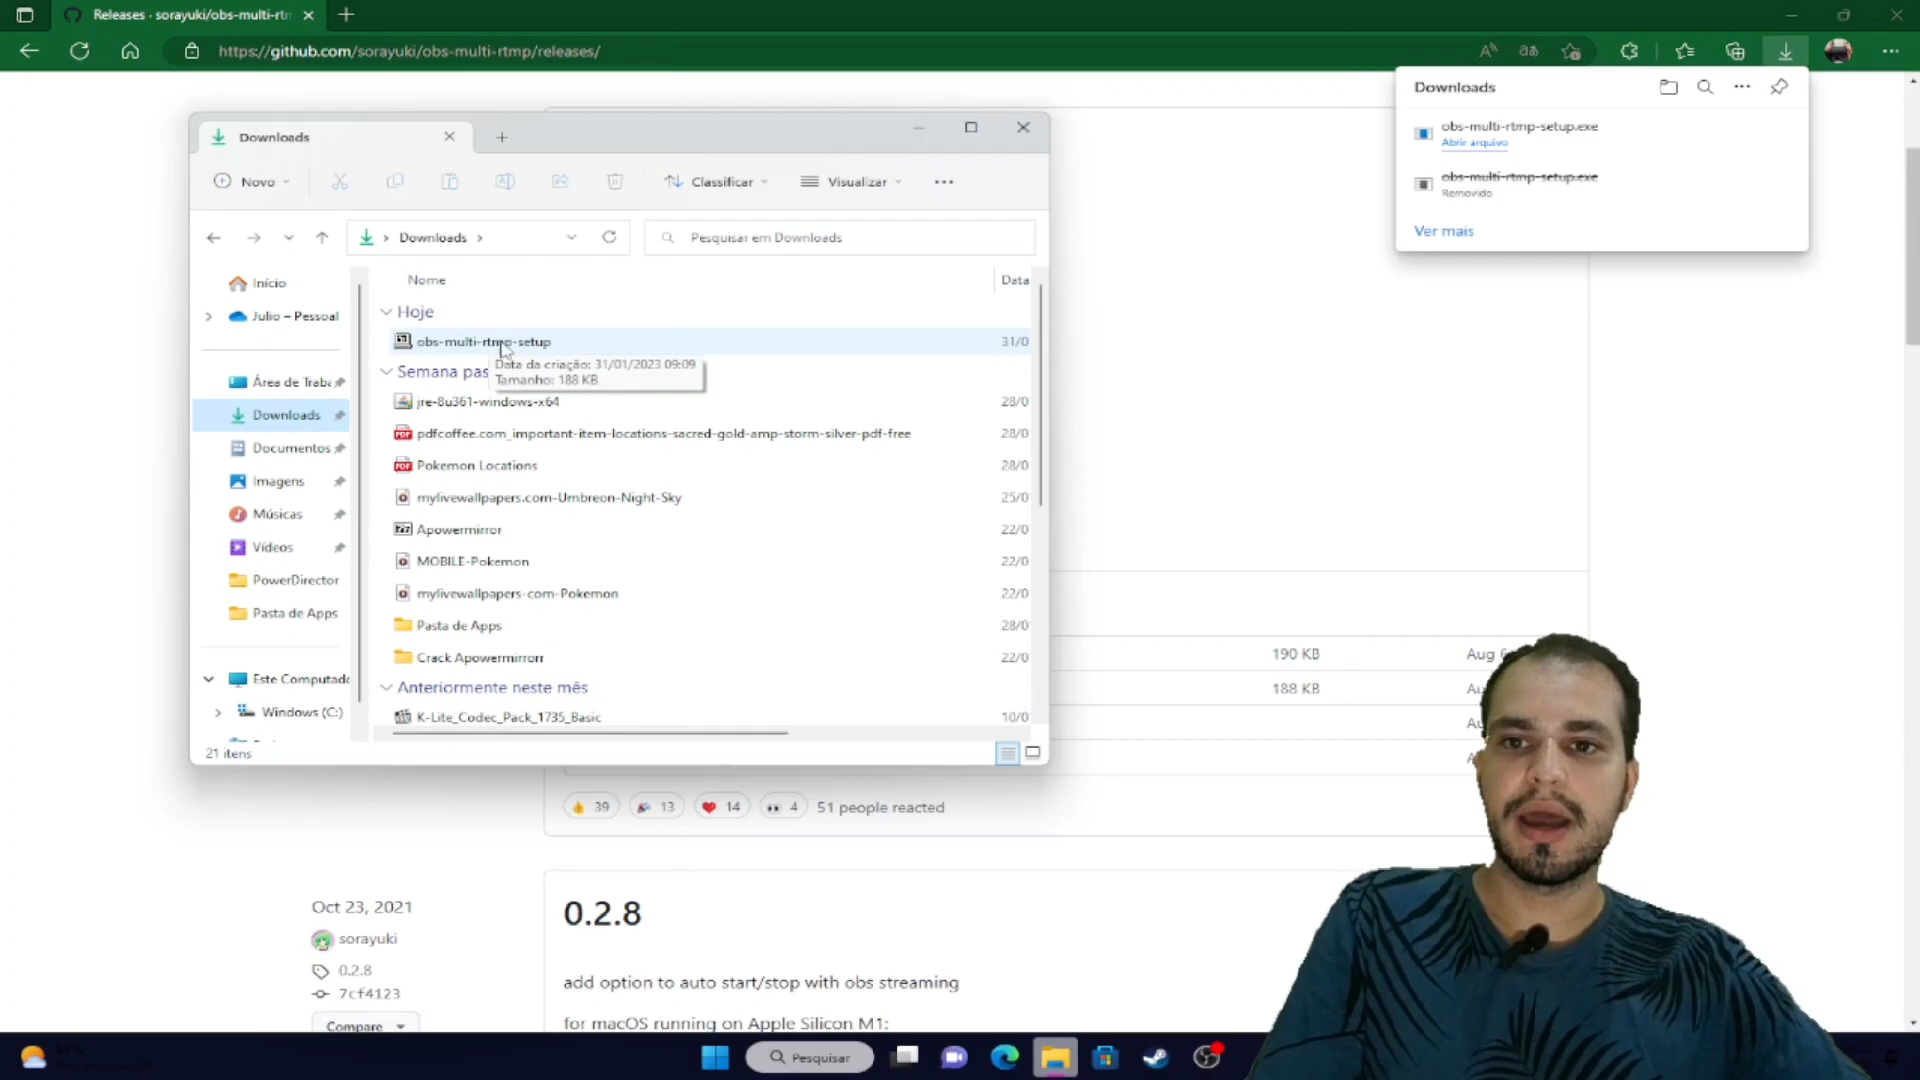 Releases · sorayuki/obs-multi-rtn
https://github.com/sorayuki/obs-multi-rtmp/releases/
Downloads
obs-multi-rtmp-setup.exe
Abrir arquivo
obs-multi-rtmp-setup.exe
Removido
Ver mais
Downloads
Novo
Classificar
Visualizar
Downloads
Pesquisar em Downloads
Início
Julio – Pessoal
Área de Traba
Downloads
Documentos
Imagens
Músicas
Vídeos
PowerDirector
Pasta de Apps
Este Computado
Windows (C:)
Nome
Data
Hoje
obs-multi-rtmp-setup
31/0
Data da criação: 31/01/2023 09:09
Tamanho: 188 KB
Semana pas
jre-8u361-windows-x64
28/0
pdfcoffee.com_important-item-locations-sacred-gold-amp-storm-silver-pdf-free
28/0
Pokemon Locations
28/0
mylivewallpapers.com-Umbreon-Night-Sky
25/0
Apowermirror
22/0
MOBILE-Pokemon
22/0
mylivewallpapers-com-Pokemon
22/0
Pasta de Apps
28/0
Crack Apowermirrorr
22/0
Anteriormente neste mês
K-Lite_Codec_Pack_1735_Basic
10/0
21 itens
190 KB
Aug 6
188 KB
Au
39
13
14
4
51 people reacted
Oct 23, 2021
sorayuki
0.2.8
7cf4123
Compare
0.2.8
add option to auto start/stop with obs streaming
for macOS running on Apple Silicon M1:
Pesquisar